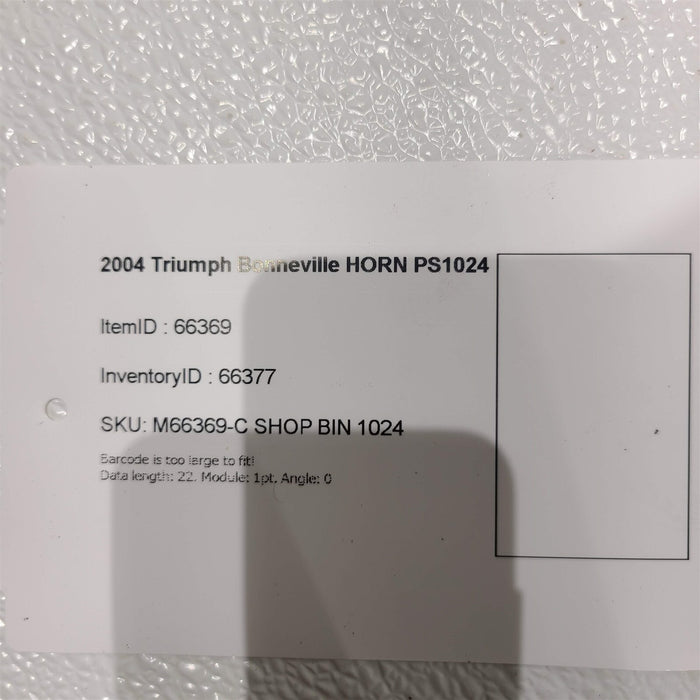 2004 Triumph Bonneville HORN PS1024
ItemID : 66369
InventoryID : 66377
SKU: M66369-C SHOP BIN 1024
Barcode is too large to fit!
Data length: 22, Module: 1pt, Angle: 0